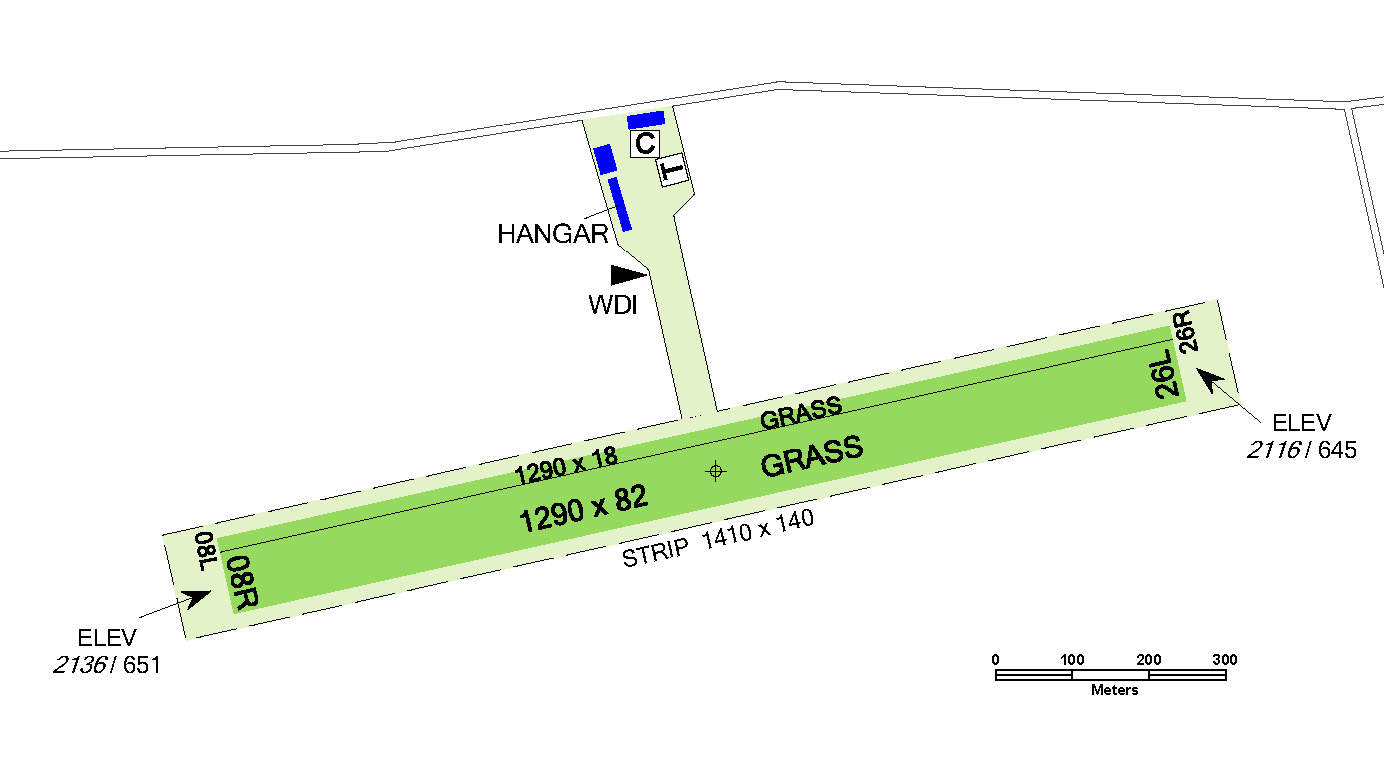 C
T
HANGAR
WDI
26R
26L
GRASS
1290 x 18
GRASS
1290 x 82
STRIP 1410 x 140
ELEV
2116 / 645
08L
08R
ELEV
2136 / 651
0 100 200 300
Meters